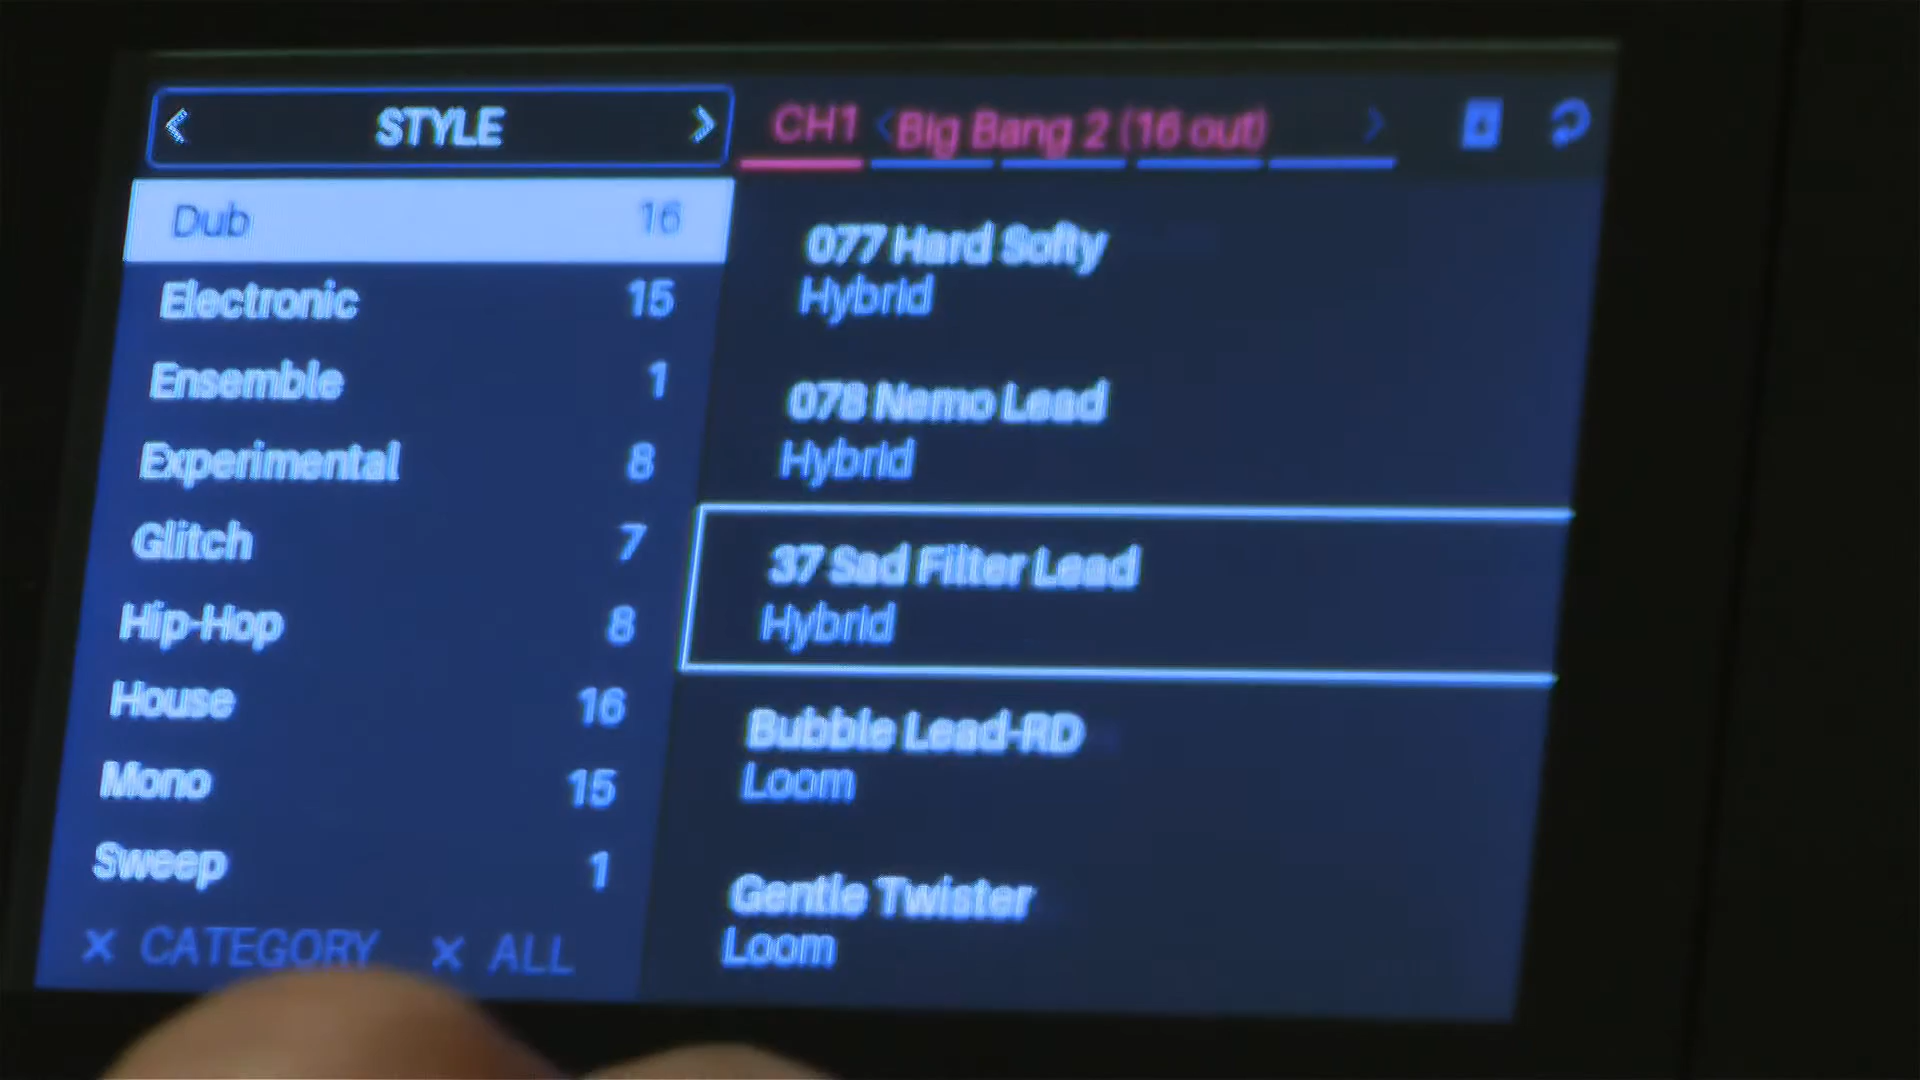 STYLE
CH1 Big Bang 2 (16 out)
Dub 16
Electronic 15
Ensemble 1
Experimental 8
Glitch 7
Hip-Hop 8
House 16
Mono 15
Sweep 1
X CATEGORY X ALL
077 Hard Softy
Hybrid
078 Nemo Lead
Hybrid
37 Sad Filter Lead
Hybrid
Bubble Lead-RD
Loom
Gentle Twister
Loom